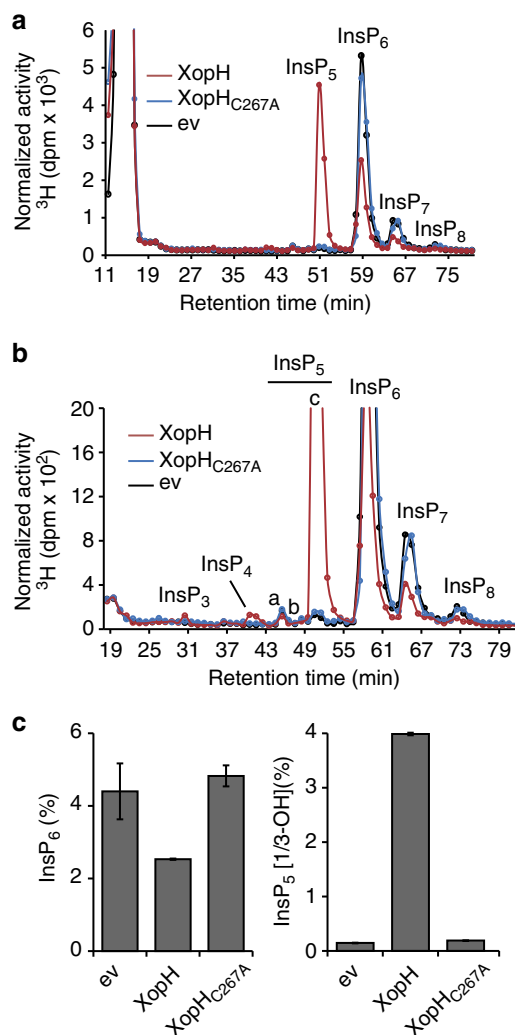 a
Normalized activity
³H (dpm x 10³)
6
5
4
3
2
1
0
XopH
XopH_C267A
ev
InsP₅
InsP₆
InsP₇
InsP₈
11 19 27 35 43 51 59 67 75
Retention time (min)
b
Normalized activity
³H (dpm x 10²)
20
16
12
8
4
0
XopH
XopH_C267A
ev
InsP₅
c
InsP₆
InsP₇
InsP₈
InsP₃
InsP₄
a
b
19 25 31 37 43 49 55 61 67 73 79
Retention time (min)
c
InsP₆ (%)
6
4
2
0
ev
XopH
XopH_C267A
InsP₅ [1/3-OH](%)
4
3
2
1
0
ev
XopH
XopH_C267A